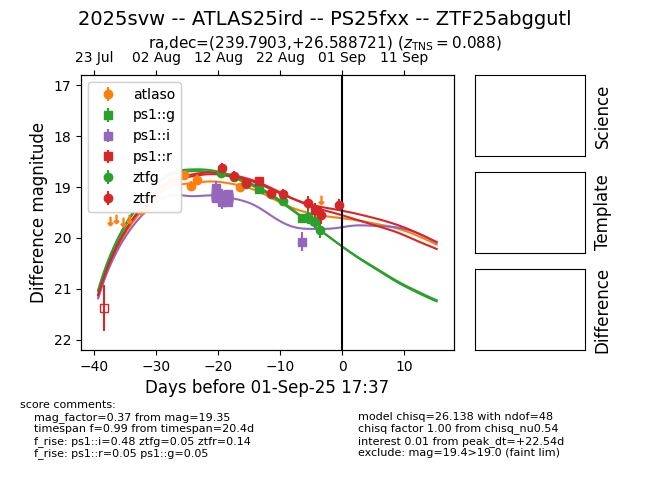 2025svw -- ATLAS25ird -- PS25fxx -- ZTF25abggutl
ra,dec=(239.7903,+26.588721) (z_TNS = 0.088)
23 Jul 02 Aug 12 Aug 22 Aug 01 Sep 11 Sep
17
18
19
20
21
22
Difference magnitude
atlaso
ps1::g
ps1::i
ps1::r
ztfg
ztfr
−40 −30 −20 −10 0 10
Days before 01-Sep-25 17:37
Science
Template
Difference
score comments:
mag_factor=0.37 from mag=19.35
timespan f=0.99 from timespan=20.4d
f_rise: ps1::i=0.48 ztfg=0.05 ztfr=0.14
f_rise: ps1::r=0.05 ps1::g=0.05
model chisq=26.138 with ndof=48
chisq factor 1.00 from chisq_nu0.54
interest 0.01 from peak_dt=+22.54d
exclude: mag=19.4>19.0 (faint lim)